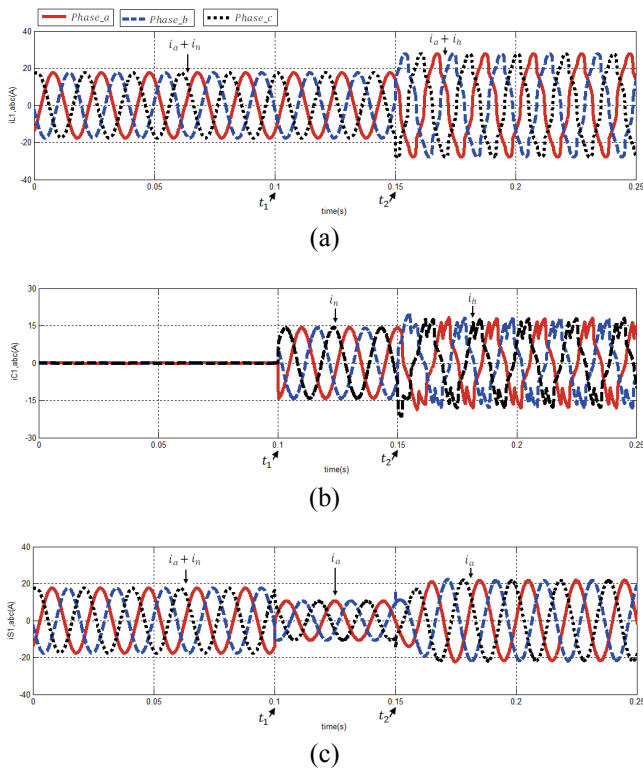 Phase_a Phase_b Phase_c
i_a + i_n
i_a + i_h
iL1,abc(A)
40
20
0
-20
-40
0 0.05 0.1 0.15 0.2 0.25
t_1 t_2
time(s)
(a)
i_n
i_h
iC1,abc(A)
30
15
0
-15
-30
0 0.05 0.1 0.15 0.2 0.25
t_1 t_2
time(s)
(b)
i_a + i_n
i_a
i_a
iS1,abc(A)
40
20
0
-20
-40
0 0.05 0.1 0.15 0.2 0.25
t_1 t_2
time(s)
(c)